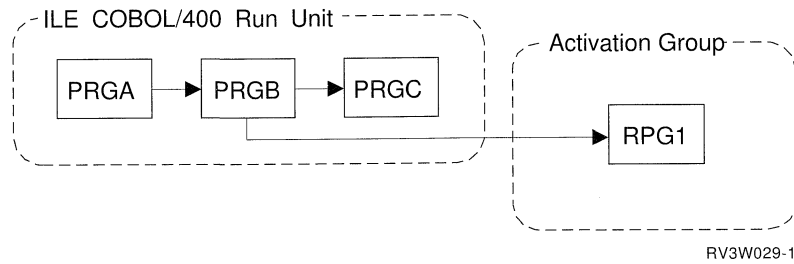 ILE COBOL/400 Run Unit
Activation Group
PRGA
PRGB
PRGC
RPG1
RV3W029-1